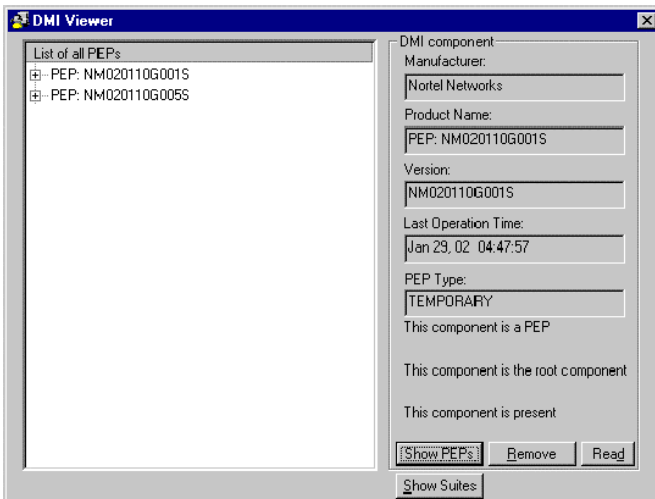 DMI Viewer
List of all PEPs
PEP: NM020110G001S
PEP: NM020110G005S
DMI component
Manufacturer:
Nortel Networks
Product Name:
PEP: NM020110G001S
Version:
NM020110G001S
Last Operation Time:
Jan 29, 02 04:47:57
PEP Type:
TEMPORARY
This component is a PEP
This component is the root component
This component is present
Show PEPs Remove Read
Show Suites